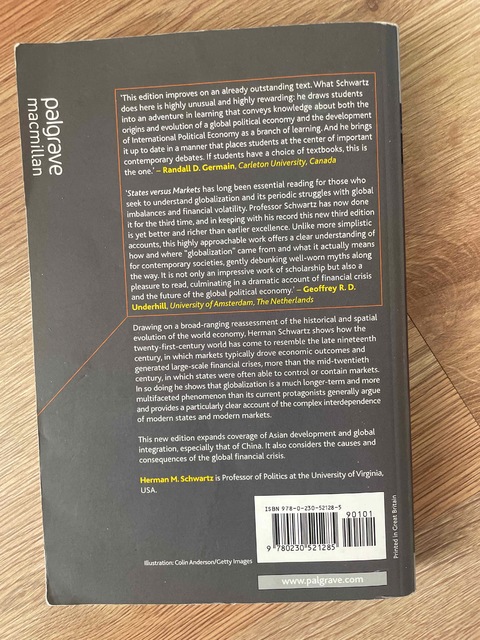 palgrave
macmillan
'This edition improves on an already outstanding text. What Schwartz
does here is highly unusual and highly rewarding: he draws students
into an adventure in learning that conveys knowledge about both the
origins and evolution of a global political economy and the development
of International Political Economy as a branch of learning. And he brings
it up to date in a manner that places students at the center of important
contemporary debates. If students have a choice of textbooks, this is
the one.' – Randall D. Germain, Carleton University, Canada
'States versus Markets has long been essential reading for those who
seek to understand globalization and its periodic struggles with global
imbalances and financial volatility. Professor Schwartz has now done
it for the third time, and in keeping with his record this new third edition
is yet better and richer than earlier excellence. Unlike more simplistic
accounts, this highly approachable work offers a clear understanding of
how and where "globalization" came from and what it actually means
for contemporary societies, gently debunking well-worn myths along
the way. It is not only an impressive work of scholarship but also a
pleasure to read, culminating in a dramatic account of financial crisis
and the future of the global political economy.' – Geoffrey R. D.
Underhill, University of Amsterdam, The Netherlands
Drawing on a broad-ranging reassessment of the historical and spatial
evolution of the world economy, Herman Schwartz shows how the
twenty-first-century world has come to resemble the late nineteenth
century, in which markets typically drove economic outcomes and
generated large-scale financial crises, more than the mid-twentieth
century, in which states were often able to control or contain markets.
In so doing he shows that globalization is a much longer-term and more
multifaceted phenomenon than its current protagonists generally argue
and provides a particularly clear account of the complex interdependence
of modern states and modern markets.
This new edition expands coverage of Asian development and global
integration, especially that of China. It also considers the causes and
consequences of the global financial crisis.
Herman M. Schwartz is Professor of Politics at the University of Virginia,
USA.
ISBN 978-0-230-52128-5
90101
9 780230 521285
Printed in Great Britain
Illustration: Colin Anderson/Getty Images
www.palgrave.com